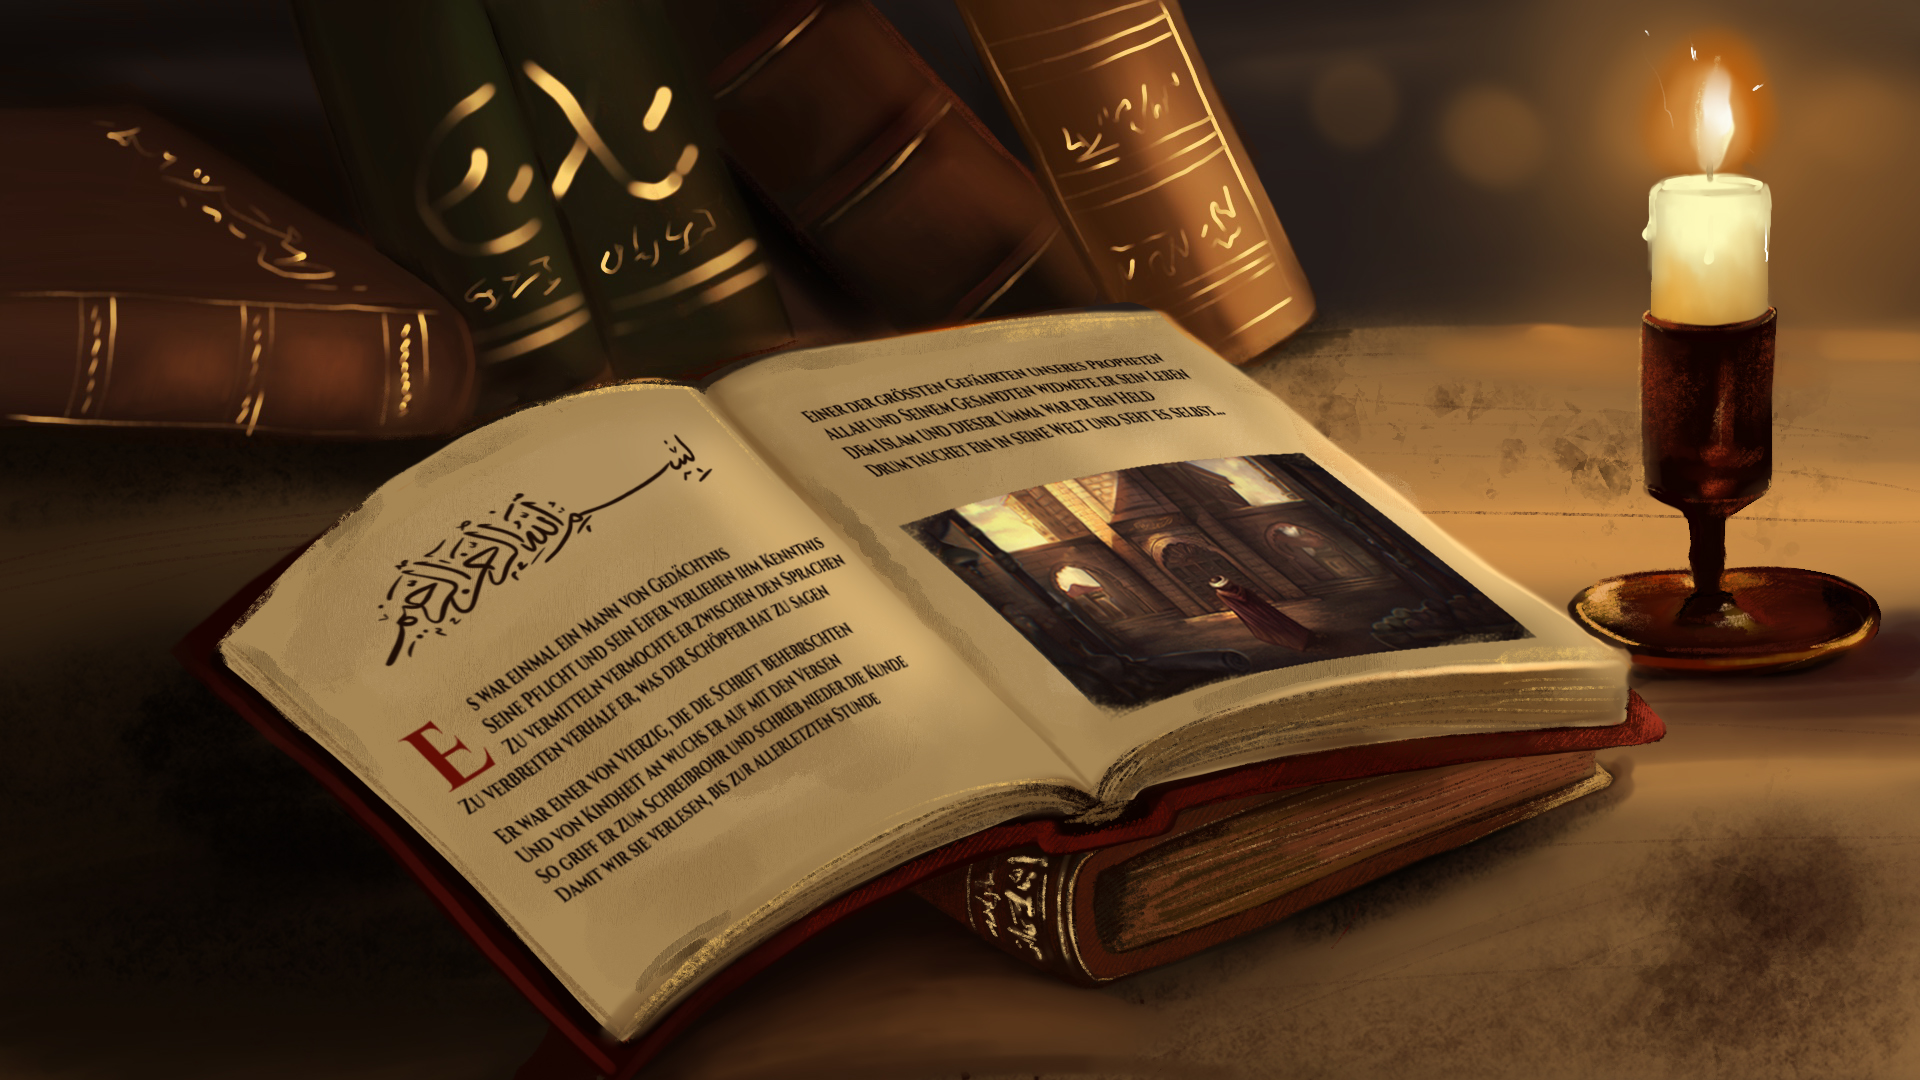 بسم الله الرحمن الرحيم
ES WAR EINMAL EIN MANN VON GEDÄCHTNIS
SEINE PFLICHT UND SEIN EIFER VERLIEHEN IHM KENNTNIS
ZU VERMITTELN VERMOCHTE ER ZWISCHEN DEN SPRACHEN
ZU VERBREITEN VERHALF ER, WAS DER SCHÖPFER HAT ZU SAGEN
ER WAR EINER VON VIERZIG, DIE DIE SCHRIFT BEHERRSCHTEN
UND VON KINDHEIT AN WUCHS ER AUF MIT DEN VERSEN
SO GRIFF ER ZUM SCHREIBROHR UND SCHRIEB NIEDER DIE KUNDE
DAMIT WIR SIE VERLESEN, BIS ZUR ALLERLETZTEN STUNDE
EINER DER GRÖSSTEN GEFÄHRTEN UNSERES PROPHETEN
ALLAH UND SEINEM GESANDTEN WIDMETE ER SEIN LEBEN
DEM ISLAM UND DIESER UMMA WAR ER EIN HELD
DRUM TAUCHET EIN IN SEINE WELT UND SEHT ES SELBST...